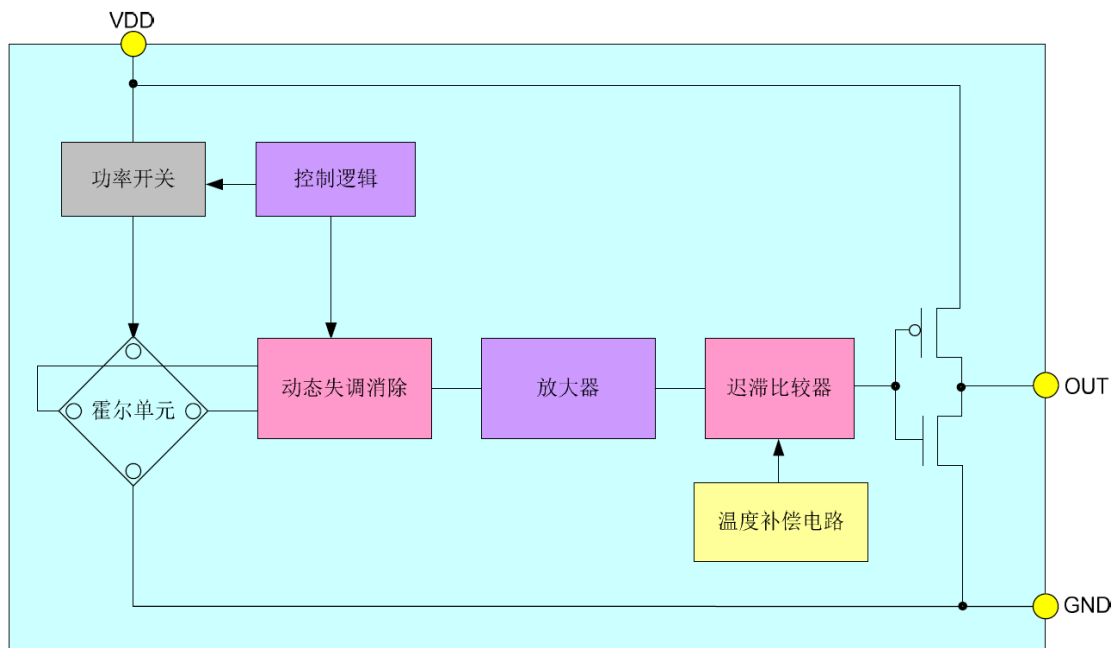 VDD
功率开关
控制逻辑
霍尔单元
动态失调消除
放大器
迟滞比较器
OUT
温度补偿电路
GND